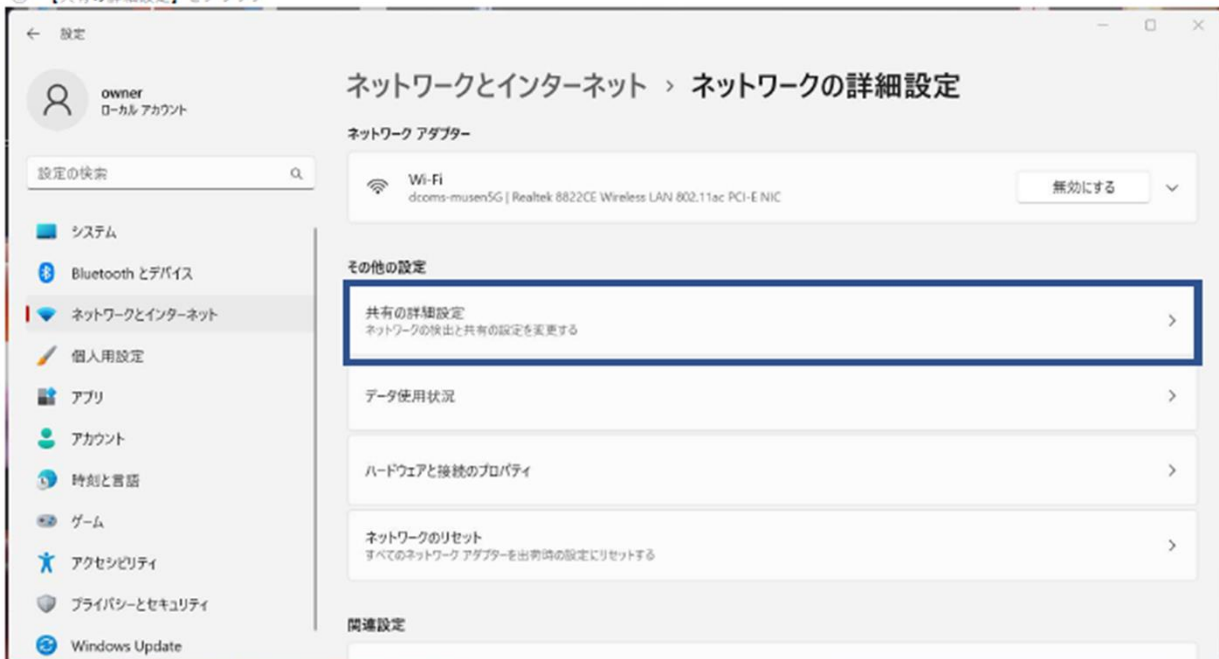 【共有の詳細設定】をクリック
← 設定
owner
ローカル アカウント
設定の検索
システム
Bluetooth とデバイス
ネットワークとインターネット
個人用設定
アプリ
アカウント
時刻と言語
ゲーム
アクセシビリティ
プライバシーとセキュリティ
Windows Update
ネットワークとインターネット › ネットワークの詳細設定
ネットワーク アダプター
Wi-Fi
dcoms-musen5G | Realtek 8822CE Wireless LAN 802.11ac PCI-E NIC
無効にする
その他の設定
共有の詳細設定
ネットワークの検出と共有の設定を変更する
データ使用状況
ハードウェアと接続のプロパティ
ネットワークのリセット
すべてのネットワーク アダプターを出荷時の設定にリセットする
関連設定